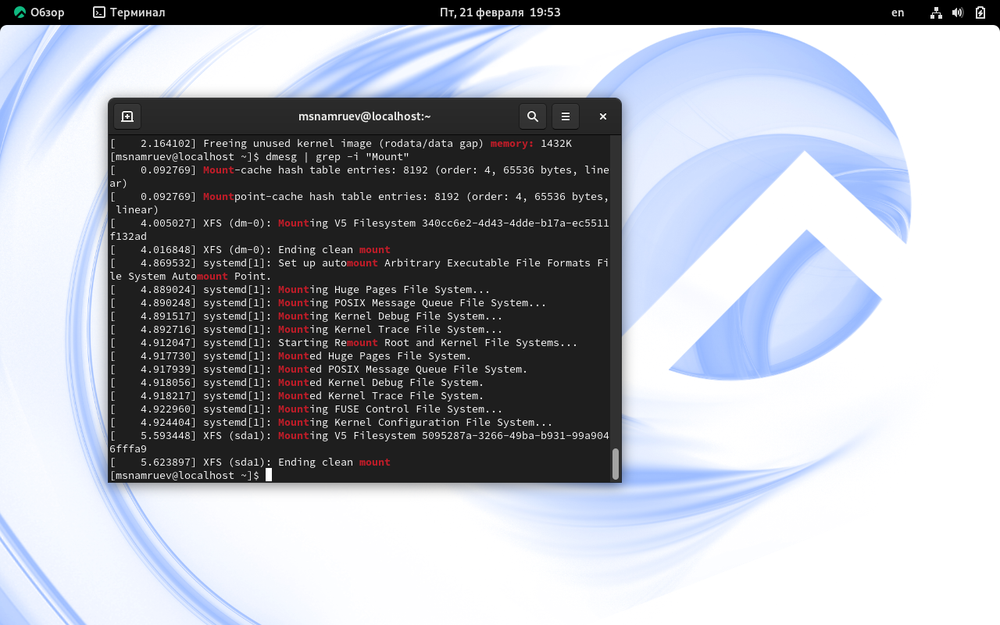 Обзор Терминал Пт, 21 февраля 19:53 en
msnamruev@localhost:~
[    2.164102] Freeing unused kernel image (rodata/data gap) memory: 1432K
[msnamruev@localhost ~]$ dmesg | grep -i "Mount"
[    0.092769] Mount-cache hash table entries: 8192 (order: 4, 65536 bytes, line
ar)
[    0.092769] Mountpoint-cache hash table entries: 8192 (order: 4, 65536 bytes,
 linear)
[    4.005027] XFS (dm-0): Mounting V5 Filesystem 340cc6e2-4d43-4dde-b17a-ec5511
f132ad
[    4.016848] XFS (dm-0): Ending clean mount
[    4.869532] systemd[1]: Set up automount Arbitrary Executable File Formats Fi
le System Automount Point.
[    4.889024] systemd[1]: Mounting Huge Pages File System...
[    4.890248] systemd[1]: Mounting POSIX Message Queue File System...
[    4.891517] systemd[1]: Mounting Kernel Debug File System...
[    4.892716] systemd[1]: Mounting Kernel Trace File System...
[    4.912047] systemd[1]: Starting Remount Root and Kernel File Systems...
[    4.917730] systemd[1]: Mounted Huge Pages File System.
[    4.917939] systemd[1]: Mounted POSIX Message Queue File System.
[    4.918056] systemd[1]: Mounted Kernel Debug File System.
[    4.918217] systemd[1]: Mounted Kernel Trace File System.
[    4.922960] systemd[1]: Mounting FUSE Control File System...
[    4.924404] systemd[1]: Mounting Kernel Configuration File System...
[    5.593448] XFS (sda1): Mounting V5 Filesystem 5095287a-3266-49ba-b931-99a904
6fffa9
[    5.623897] XFS (sda1): Ending clean mount
[msnamruev@localhost ~]$